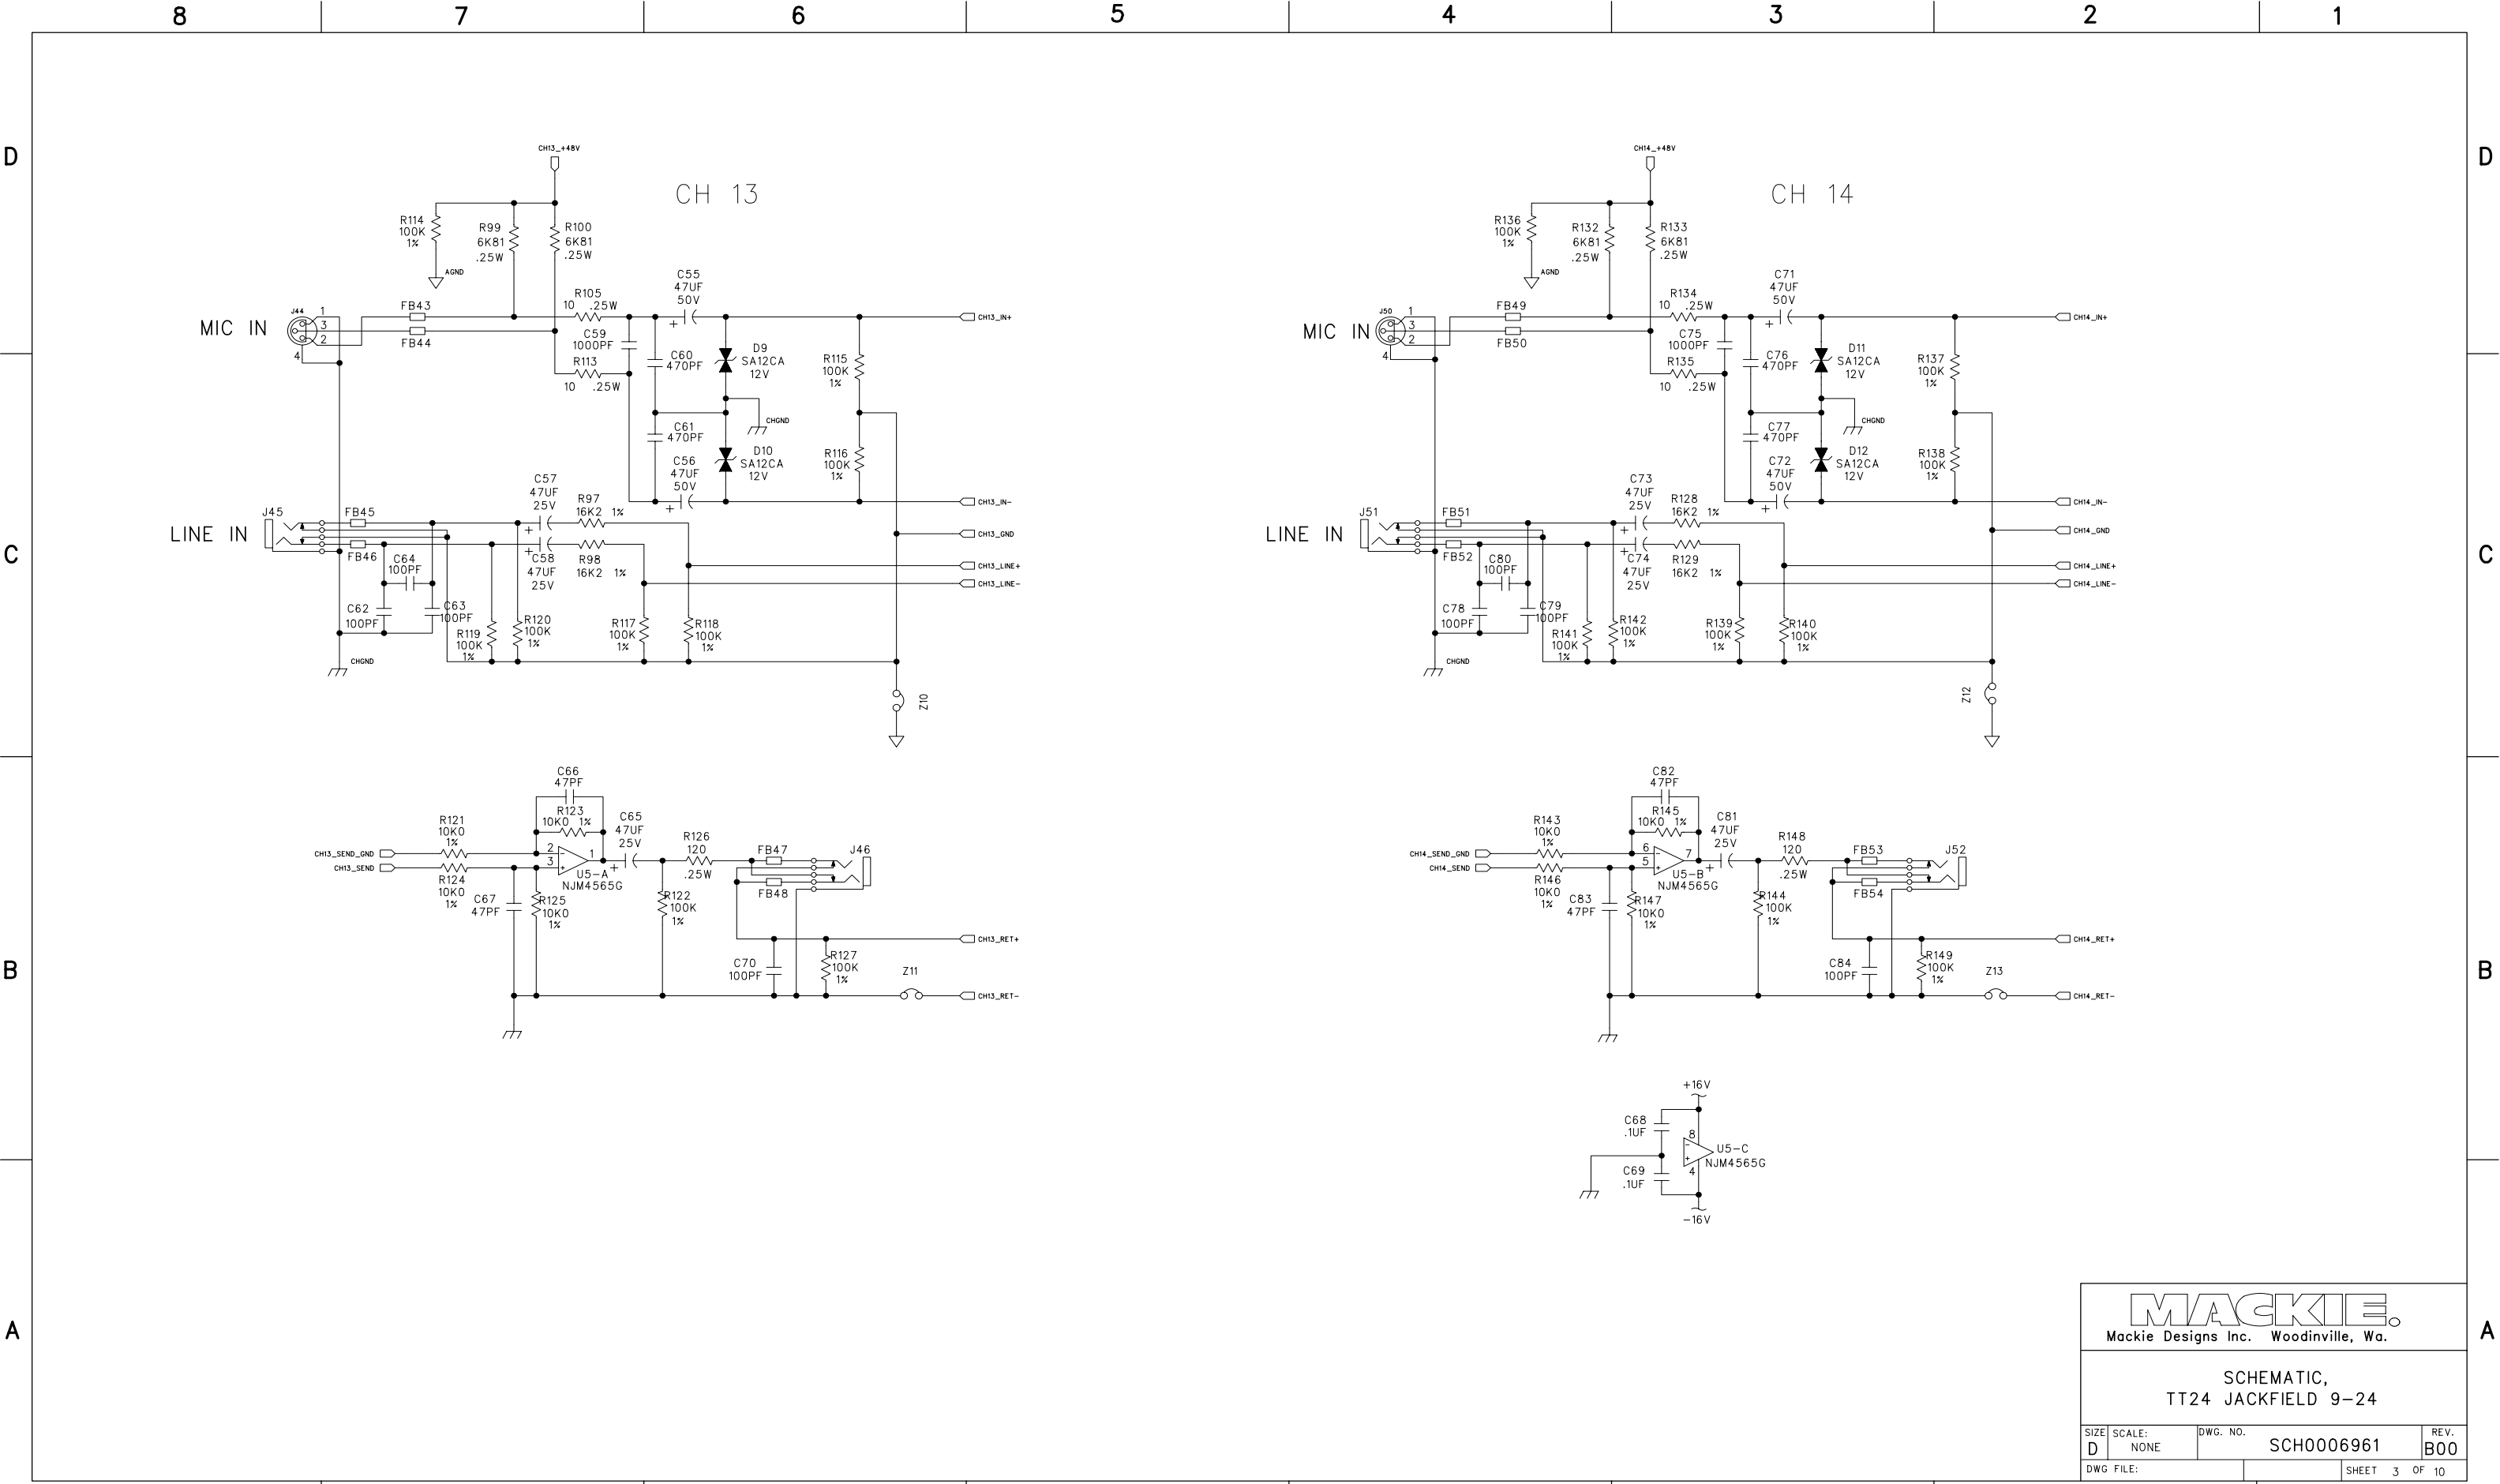 8 7 6 5 4 3 2 1
D
D
CH13_+48V
CH 13
R114
100K
1%
R99
6K81
.25W
R100
6K81
.25W
AGND
C55
47UF
50V
R105
10 .25W
MIC IN
J44
1
3
2
4
FB43
FB44
C59
1000PF
R113
10 .25W
C60
470PF
D9
SA12CA
12V
R115
100K
1%
CH13_IN+
CHGND
C61
470PF
D10
SA12CA
12V
C56
47UF
50V
R116
100K
1%
CH13_IN-
C57
47UF
25V
R97
16K2 1%
LINE IN
J45
FB45
FB46
C64
100PF
C58
47UF
25V
R98
16K2 1%
CH13_GND
CH13_LINE+
CH13_LINE-
C62
100PF
C63
100PF
R119
100K
1%
R120
100K
1%
R117
100K
1%
R118
100K
1%
CHGND
Z10
C66
47PF
R123
10K0 1%
R121
10K0
1%
CH13_SEND_GND
CH13_SEND
R124
10K0
1%
2
3
1
U5-A
NJM4565G
C65
47UF
25V
R126
120
.25W
FB47
FB48
J46
C67
47PF
R125
10K0
1%
R122
100K
1%
CH13_RET+
C70
100PF
R127
100K
1%
Z11
CH13_RET-
CH14_+48V
CH 14
R136
100K
1%
R132
6K81
.25W
R133
6K81
.25W
AGND
C71
47UF
50V
R134
10 .25W
MIC IN
J50
1
3
2
4
FB49
FB50
C75
1000PF
R135
10 .25W
C76
470PF
D11
SA12CA
12V
R137
100K
1%
CH14_IN+
CHGND
C77
470PF
D12
SA12CA
12V
C72
47UF
50V
R138
100K
1%
CH14_IN-
C73
47UF
25V
R128
16K2 1%
LINE IN
J51
FB51
FB52
C80
100PF
C74
47UF
25V
R129
16K2 1%
CH14_GND
CH14_LINE+
CH14_LINE-
C78
100PF
C79
100PF
R141
100K
1%
R142
100K
1%
R139
100K
1%
R140
100K
1%
CHGND
Z12
C82
47PF
R145
10K0 1%
R143
10K0
1%
CH14_SEND_GND
CH14_SEND
R146
10K0
1%
6
5
7
U5-B
NJM4565G
C81
47UF
25V
R148
120
.25W
FB53
FB54
J52
C83
47PF
R147
10K0
1%
R144
100K
1%
CH14_RET+
C84
100PF
R149
100K
1%
Z13
CH14_RET-
+16V
C68
.1UF
8
U5-C
NJM4565G
4
C69
.1UF
-16V
C
C
B
B
A
A
MACKIE.
Mackie Designs Inc. Woodinville, Wa.
SCHEMATIC,
TT24 JACKFIELD 9-24
SIZE
D
SCALE:
NONE
DWG. NO.
SCH0006961
REV.
B00
DWG FILE:
SHEET 3 OF 10